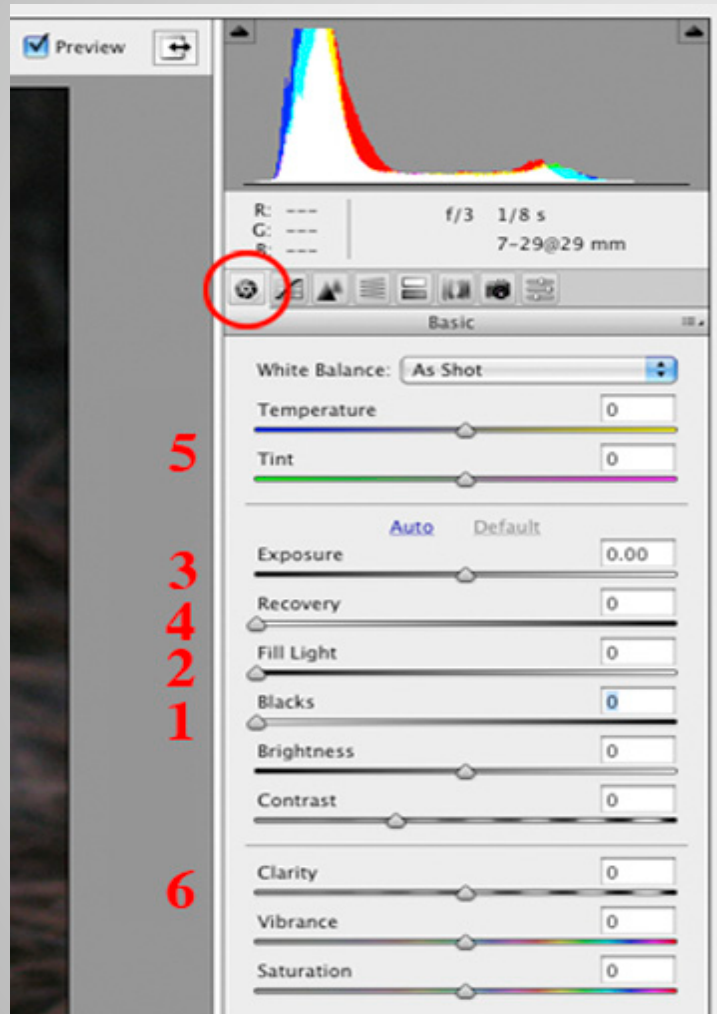 Preview
R: ---
G: ---
B: ---
f/3 1/8 s
7-29@29 mm
Basic
White Balance: As Shot
Temperature 0
5
Tint 0
Auto Default
Exposure 0.00
3
Recovery 0
4
Fill Light 0
2
Blacks 0
1
Brightness 0
Contrast 0
Clarity 0
6
Vibrance 0
Saturation 0